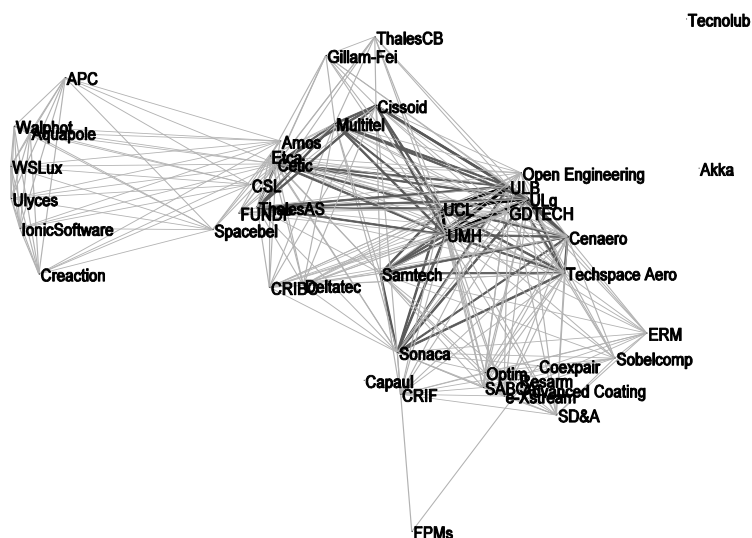 Tecnolub
ThalesCB
Gillam-Fei
APC
Cissoid
Walphot
Aquapole
Multitel
Amos
Etca
Cetic
WSLux
Akka
Open Engineering
CSL
ULB
Ulyces
ULg
IonicSoftware
FUNDP
ThalesAS
UCL
GDTECH
Spacebel
UMH
Cenaero
Creaction
Samtech
Techspace Aero
CRIBC
Deltatec
ERM
Sonaca
Sobelcomp
Coexpair
Optim
Capaul
Resarm
CRIF
Advanced Coating
e-Xstream
SD&A
FPMs